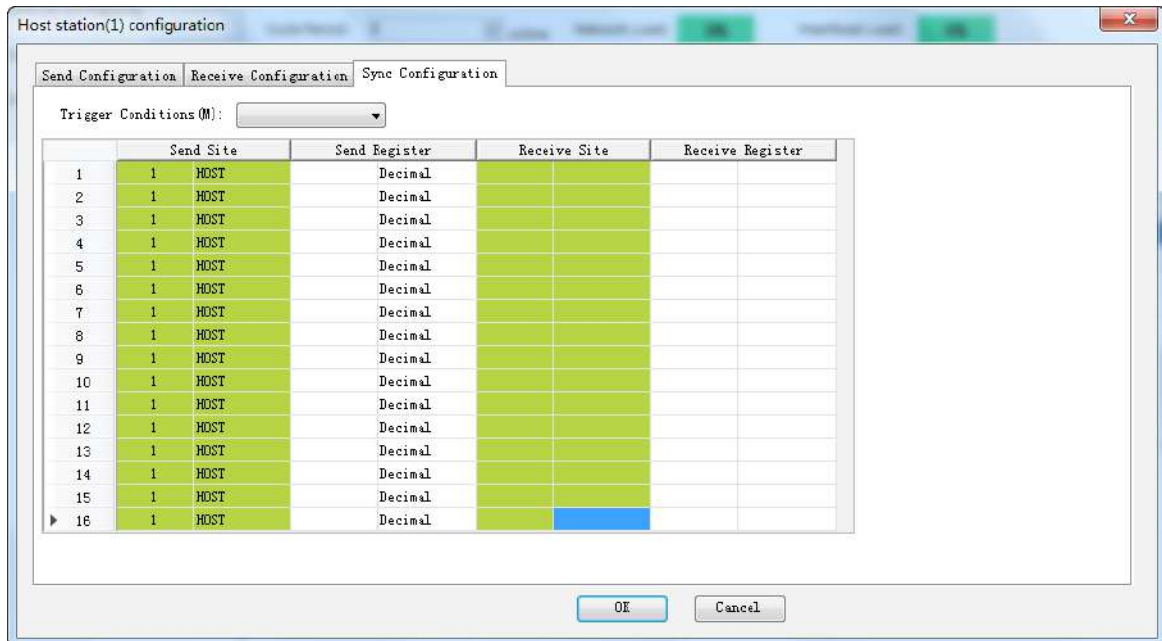 Host station(1) configuration
Send Configuration Receive Configuration Sync Configuration
Trigger Conditions(M):
Send Site Send Register Receive Site Receive Register
1 1 HOST Decimal
2 1 HOST Decimal
3 1 HOST Decimal
4 1 HOST Decimal
5 1 HOST Decimal
6 1 HOST Decimal
7 1 HOST Decimal
8 1 HOST Decimal
9 1 HOST Decimal
10 1 HOST Decimal
11 1 HOST Decimal
12 1 HOST Decimal
13 1 HOST Decimal
14 1 HOST Decimal
15 1 HOST Decimal
16 1 HOST Decimal
OK Cancel